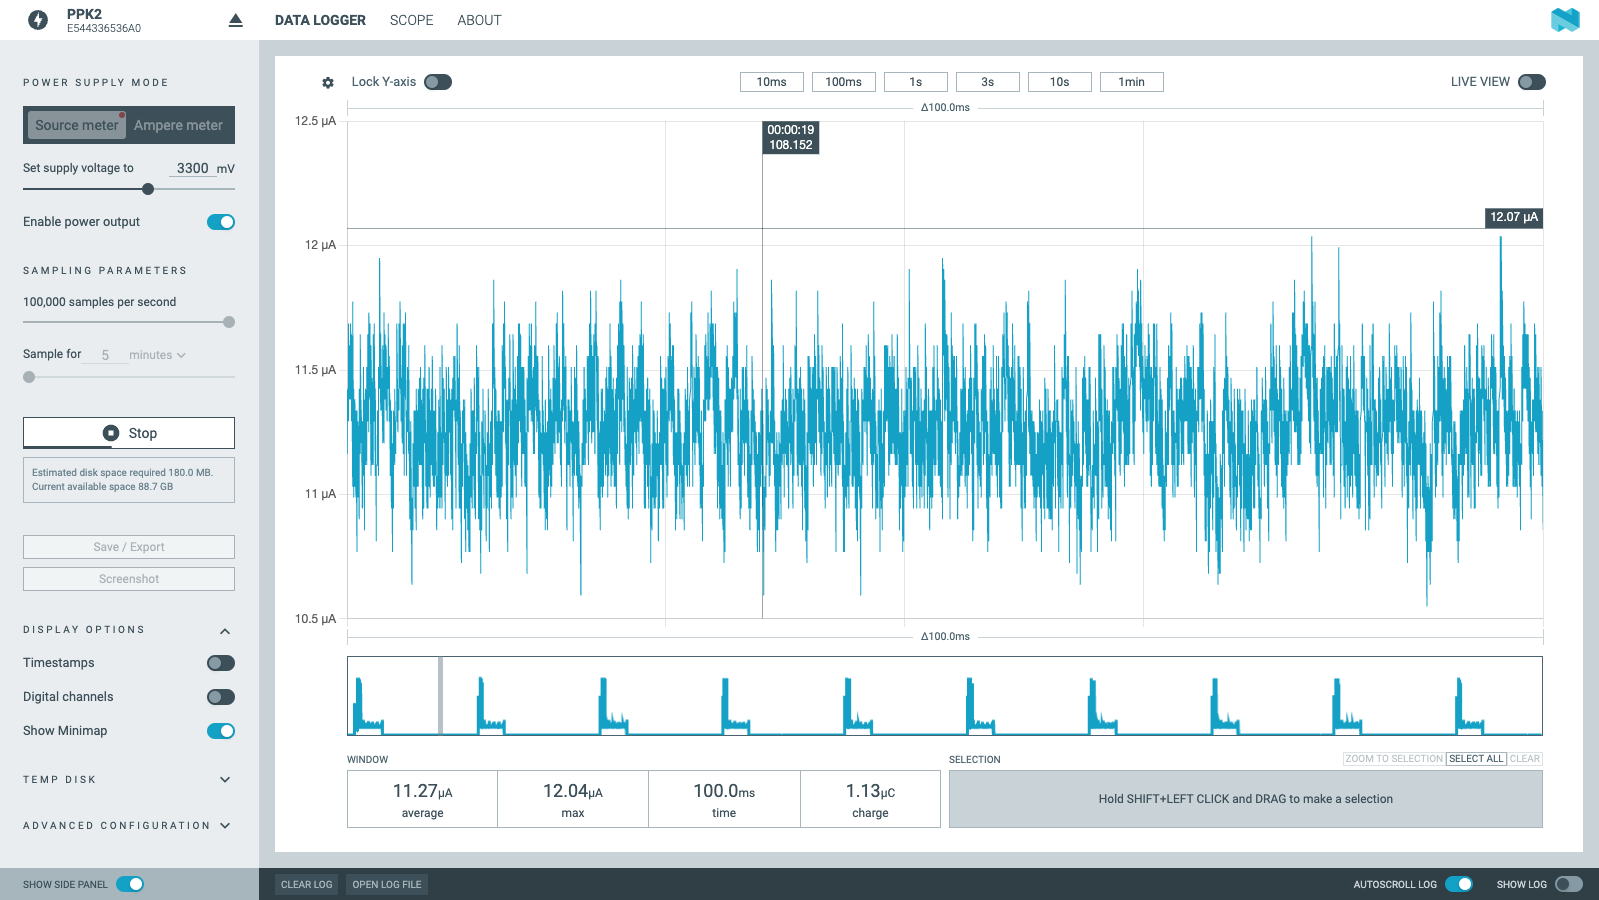 PPK2
E544336536A0
DATA LOGGER
SCOPE
ABOUT
POWER SUPPLY MODE
Source meter
Ampere meter
Set supply voltage to
3300 mV
Enable power output
SAMPLING PARAMETERS
100,000 samples per second
Sample for 5 minutes
Stop
Estimated disk space required 180.0 MB.
Current available space 88.7 GB
Save / Export
Screenshot
DISPLAY OPTIONS
Timestamps
Digital channels
Show Minimap
TEMP DISK
ADVANCED CONFIGURATION
SHOW SIDE PANEL
Lock Y-axis
10ms
100ms
1s
3s
10s
1min
LIVE VIEW
Δ100.0ms
12.5 µA
00:00:19
108.152
12.07 µA
12 µA
11.5 µA
11 µA
10.5 µA
Δ100.0ms
WINDOW
11.27µA
average
12.04µA
max
100.0ms
time
1.13µC
charge
SELECTION
ZOOM TO SELECTION
SELECT ALL
CLEAR
Hold SHIFT+LEFT CLICK and DRAG to make a selection
CLEAR LOG
OPEN LOG FILE
AUTOSCROLL LOG
SHOW LOG